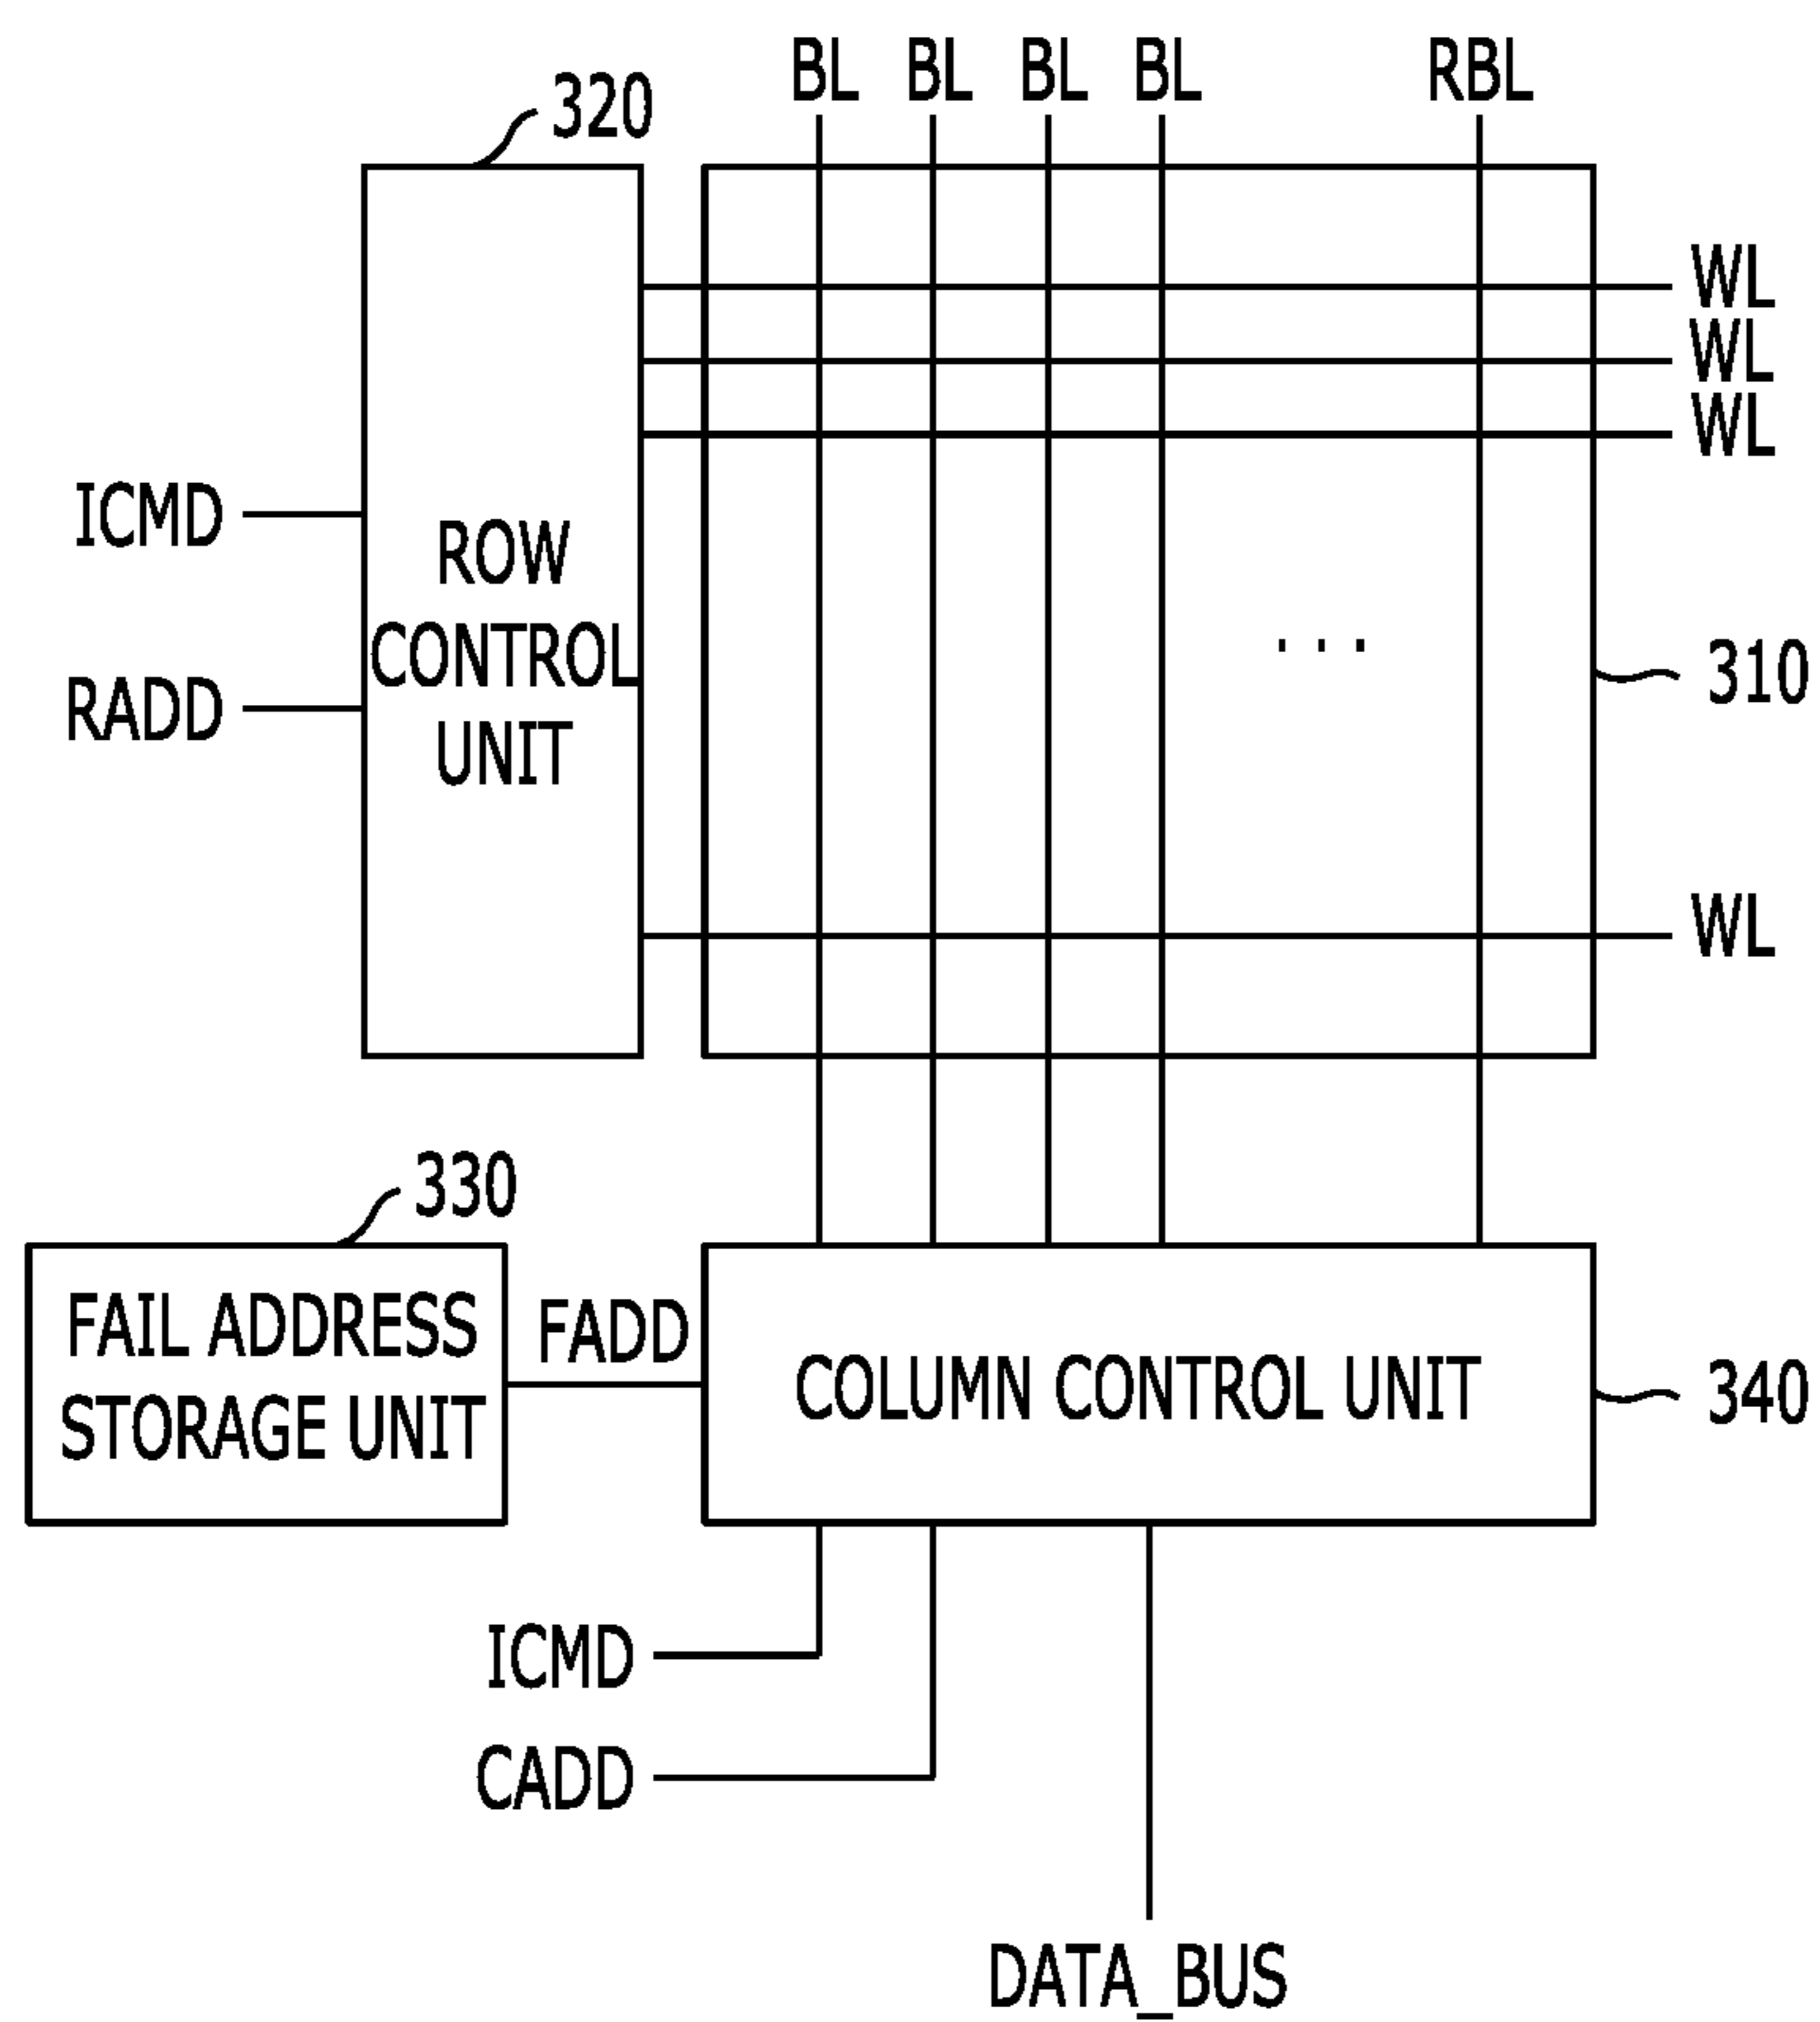 BL BL BL BL RBL
320
WL
WL
WL
ICMD
ROW
CONTROL
UNIT
RADD
...
310
WL
330
FAIL ADDRESS
STORAGE UNIT
FADD
COLUMN CONTROL UNIT
340
ICMD
CADD
DATA_BUS